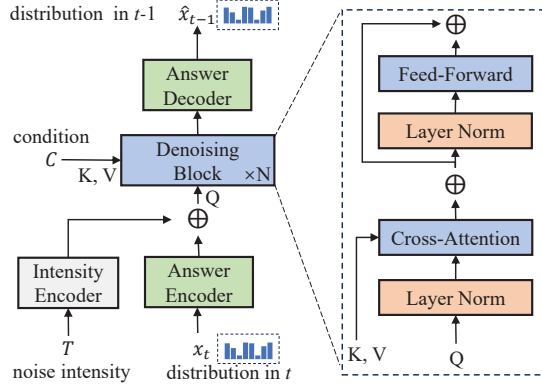 distribution in t-1
x̂ₜ₋₁
Answer
Decoder
condition
C
K, V
Denoising
Block
×N
Q
⊕
Intensity
Encoder
Answer
Encoder
T
noise intensity
xₜ
distribution in t
⊕
Feed-Forward
Layer Norm
⊕
Cross-Attention
Layer Norm
K, V
Q